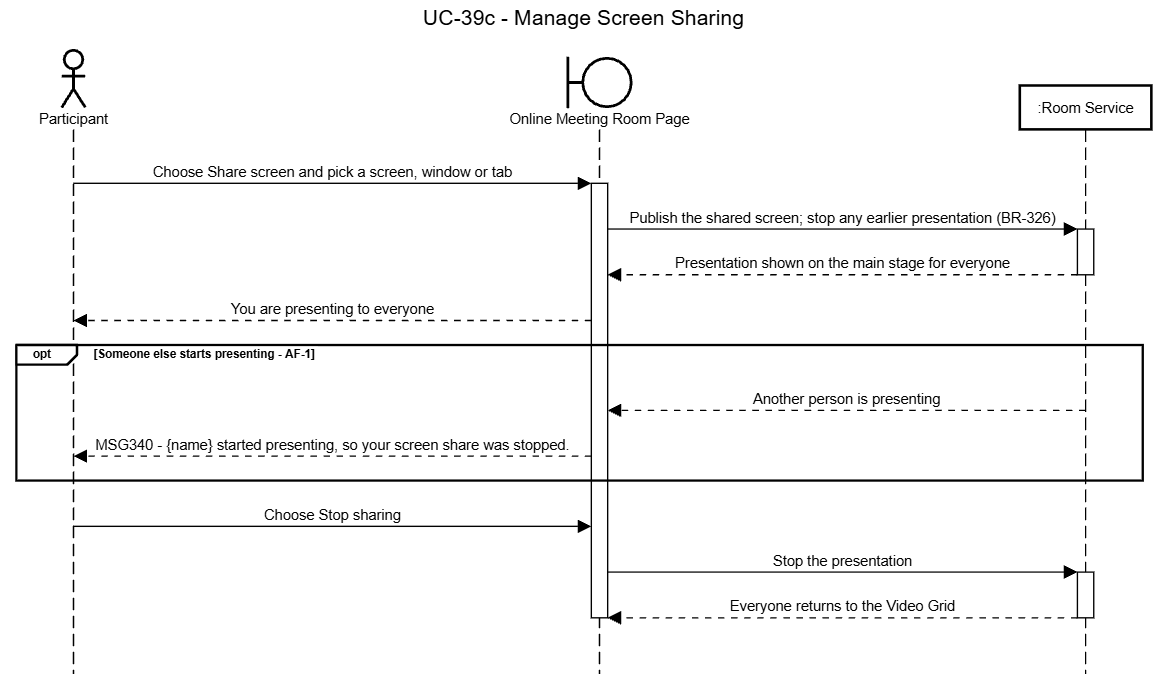 UC-39c - Manage Screen Sharing
Participant
Online Meeting Room Page
:Room Service
Choose Share screen and pick a screen, window or tab
Publish the shared screen; stop any earlier presentation (BR-326)
Presentation shown on the main stage for everyone
You are presenting to everyone
opt
[Someone else starts presenting - AF-1]
Another person is presenting
MSG340 - {name} started presenting, so your screen share was stopped.
Choose Stop sharing
Stop the presentation
Everyone returns to the Video Grid